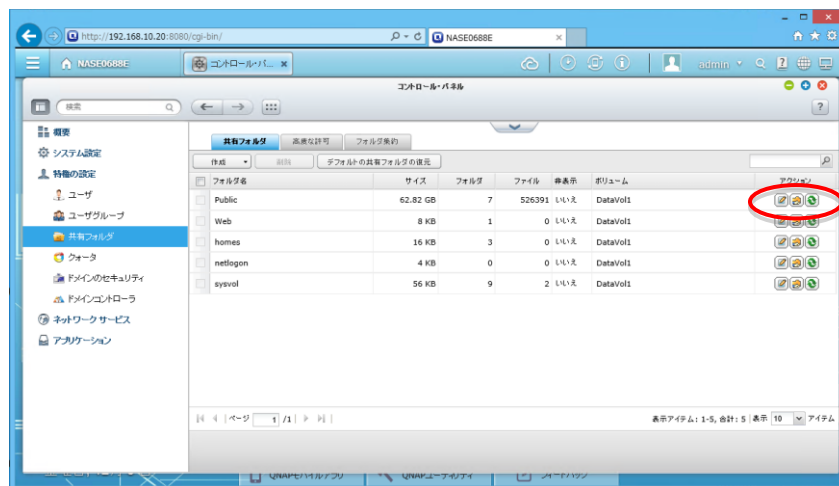 http://192.168.10.20:8080/cgi-bin/
NASE0688E
NASE0688E
コントロール・パ...
admin
コントロール・パネル
検索
概要
システム設定
特権の設定
ユーザ
ユーザグループ
共有フォルダ
クォータ
ドメインのセキュリティ
ドメインコントローラ
ネットワーク サービス
アプリケーション
共有フォルダ
高度な許可
フォルダ集約
作成
削除
デフォルトの共有フォルダの復元
フォルダ名 サイズ フォルダ ファイル 非表示 ボリューム アクション
Public 62.82 GB 7 526391 いいえ DataVol1
Web 8 KB 1 0 いいえ DataVol1
homes 16 KB 3 0 いいえ DataVol1
netlogon 4 KB 0 0 いいえ DataVol1
sysvol 56 KB 9 2 いいえ DataVol1
ページ 1 /1
表示アイテム: 1-5, 合計: 5 表示 10 アイテム
QNAPモバイルアプリ
QNAPユーティリティ
フィードバック